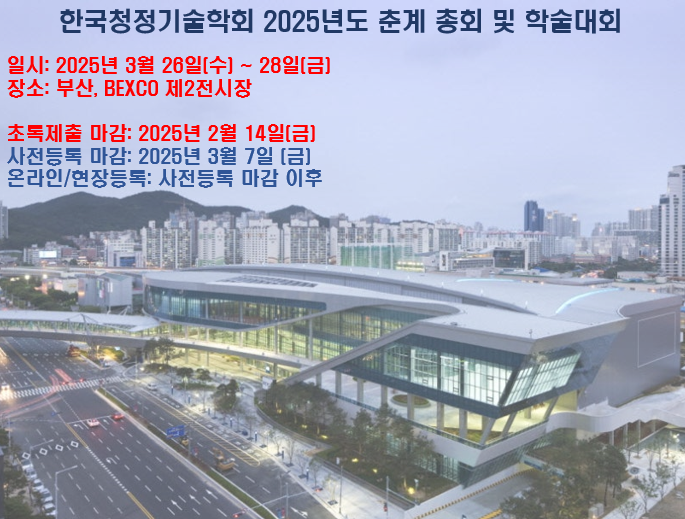 한국청정기술학회 2025년도 춘계 총회 및 학술대회
일시: 2025년 3월 26일(수) ~ 28일(금)
장소: 부산, BEXCO 제2전시장
초록제출 마감: 2025년 2월 14일(금)
사전등록 마감: 2025년 3월 7일 (금)
온라인/현장등록: 사전등록 마감 이후